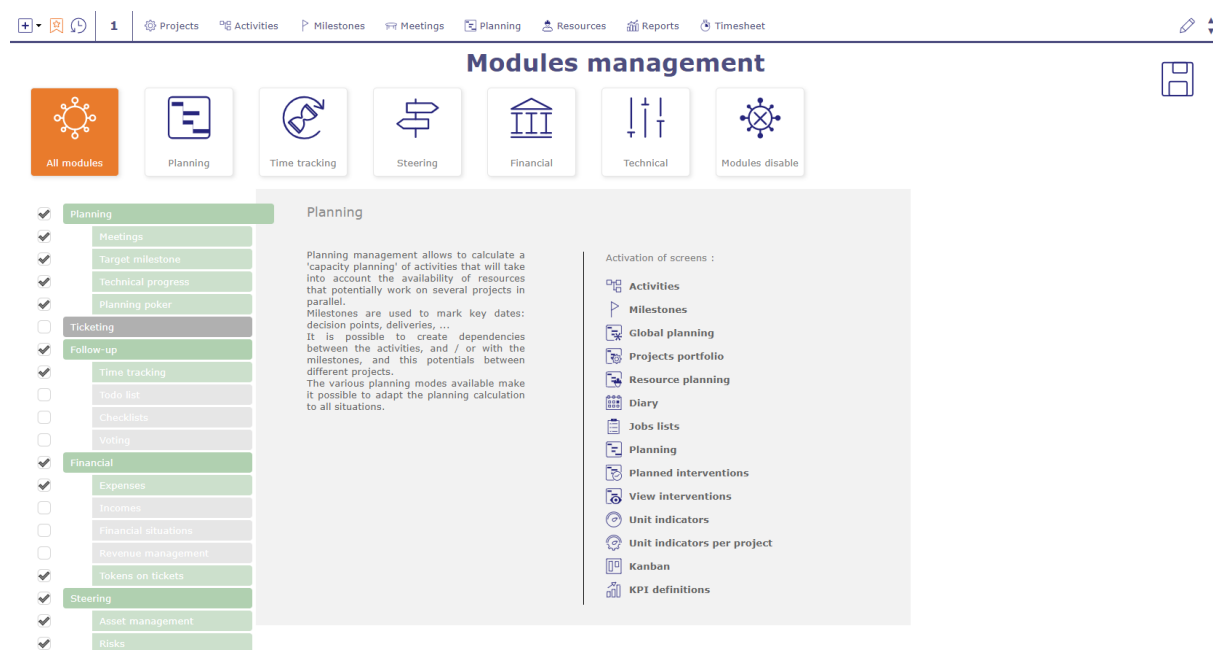 1 Projects Activities Milestones Meetings Planning Resources Reports Timesheet
Modules management
All modules Planning Time tracking Steering Financial Technical Modules disable
Planning
Meetings
Target milestone
Technical progress
Planning poker
Ticketing
Follow-up
Time tracking
Todo list
Checklists
Voting
Financial
Expenses
Incomes
Financial situations
Revenue management
Tokens on tickets
Steering
Asset management
Risks
Planning
Planning management allows to calculate a
'capacity planning' of activities that will take
into account the availability of resources
that potentially work on several projects in
parallel.
Milestones are used to mark key dates:
decision points, deliveries, ...
It is possible to create dependencies
between the activities, and / or with the
milestones, and this potentials between
different projects.
The various planning modes available make
it possible to adapt the planning calculation
to all situations.
Activation of screens :
Activities
Milestones
Global planning
Projects portfolio
Resource planning
Diary
Jobs lists
Planning
Planned interventions
View interventions
Unit indicators
Unit indicators per project
Kanban
KPI definitions